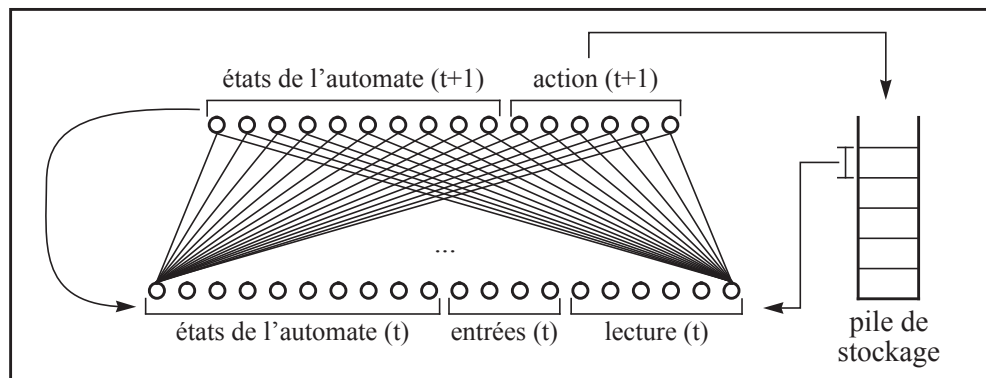 états de l’automate (t+1)
action (t+1)
...
états de l’automate (t)
entrées (t)
lecture (t)
pile de
stockage